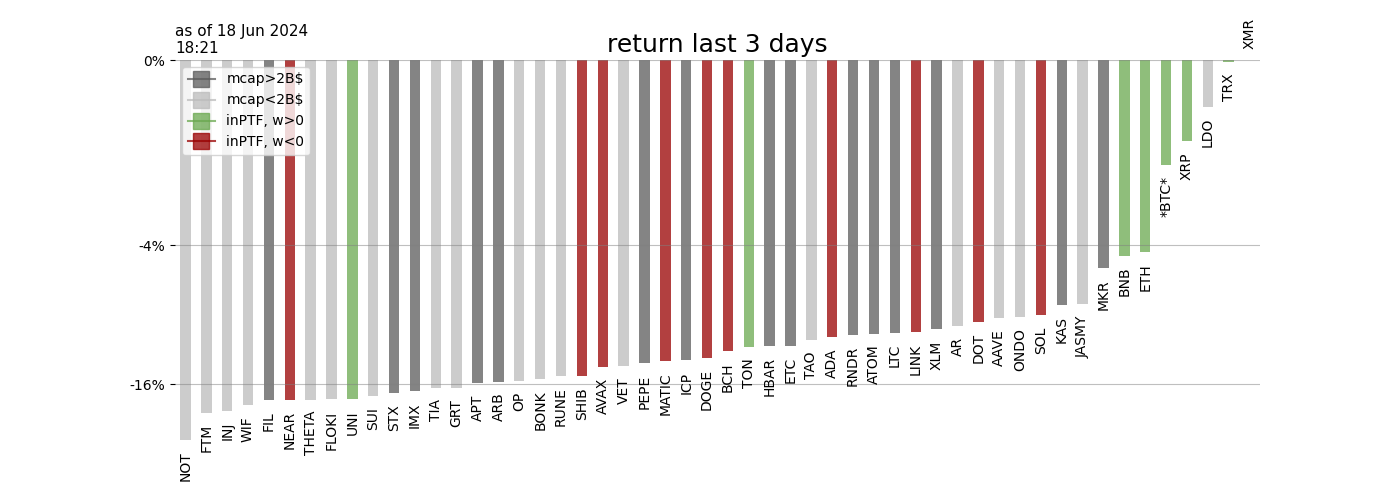 as of 18 Jun 2024
18:21
return last 3 days
0%
-4%
-16%
mcap>2B$
mcap<2B$
inPTF, w>0
inPTF, w<0
NOT
FTM
INJ
WIF
FIL
NEAR
THETA
FLOKI
UNI
SUI
STX
IMX
TIA
GRT
APT
ARB
OP
BONK
RUNE
SHIB
AVAX
VET
PEPE
MATIC
ICP
DOGE
BCH
TON
HBAR
ETC
TAO
ADA
RNDR
ATOM
LTC
LINK
XLM
AR
DOT
AAVE
ONDO
SOL
KAS
JASMY
MKR
BNB
ETH
*BTC*
XRP
LDO
TRX
XMR